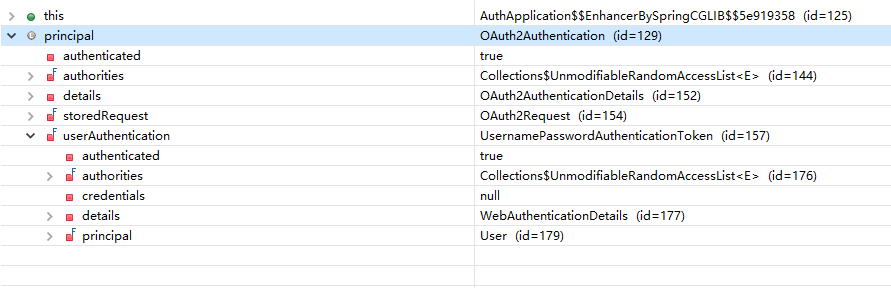 this AuthApplication$$EnhancerBySpringCGLIB$$5e919358 (id=125)
principal OAuth2Authentication (id=129)
authenticated true
F authorities Collections$UnmodifiableRandomAccessList<E> (id=144)
details OAuth2AuthenticationDetails (id=152)
F storedRequest OAuth2Request (id=154)
F userAuthentication UsernamePasswordAuthenticationToken (id=157)
authenticated true
F authorities Collections$UnmodifiableRandomAccessList<E> (id=176)
credentials null
details WebAuthenticationDetails (id=177)
F principal User (id=179)